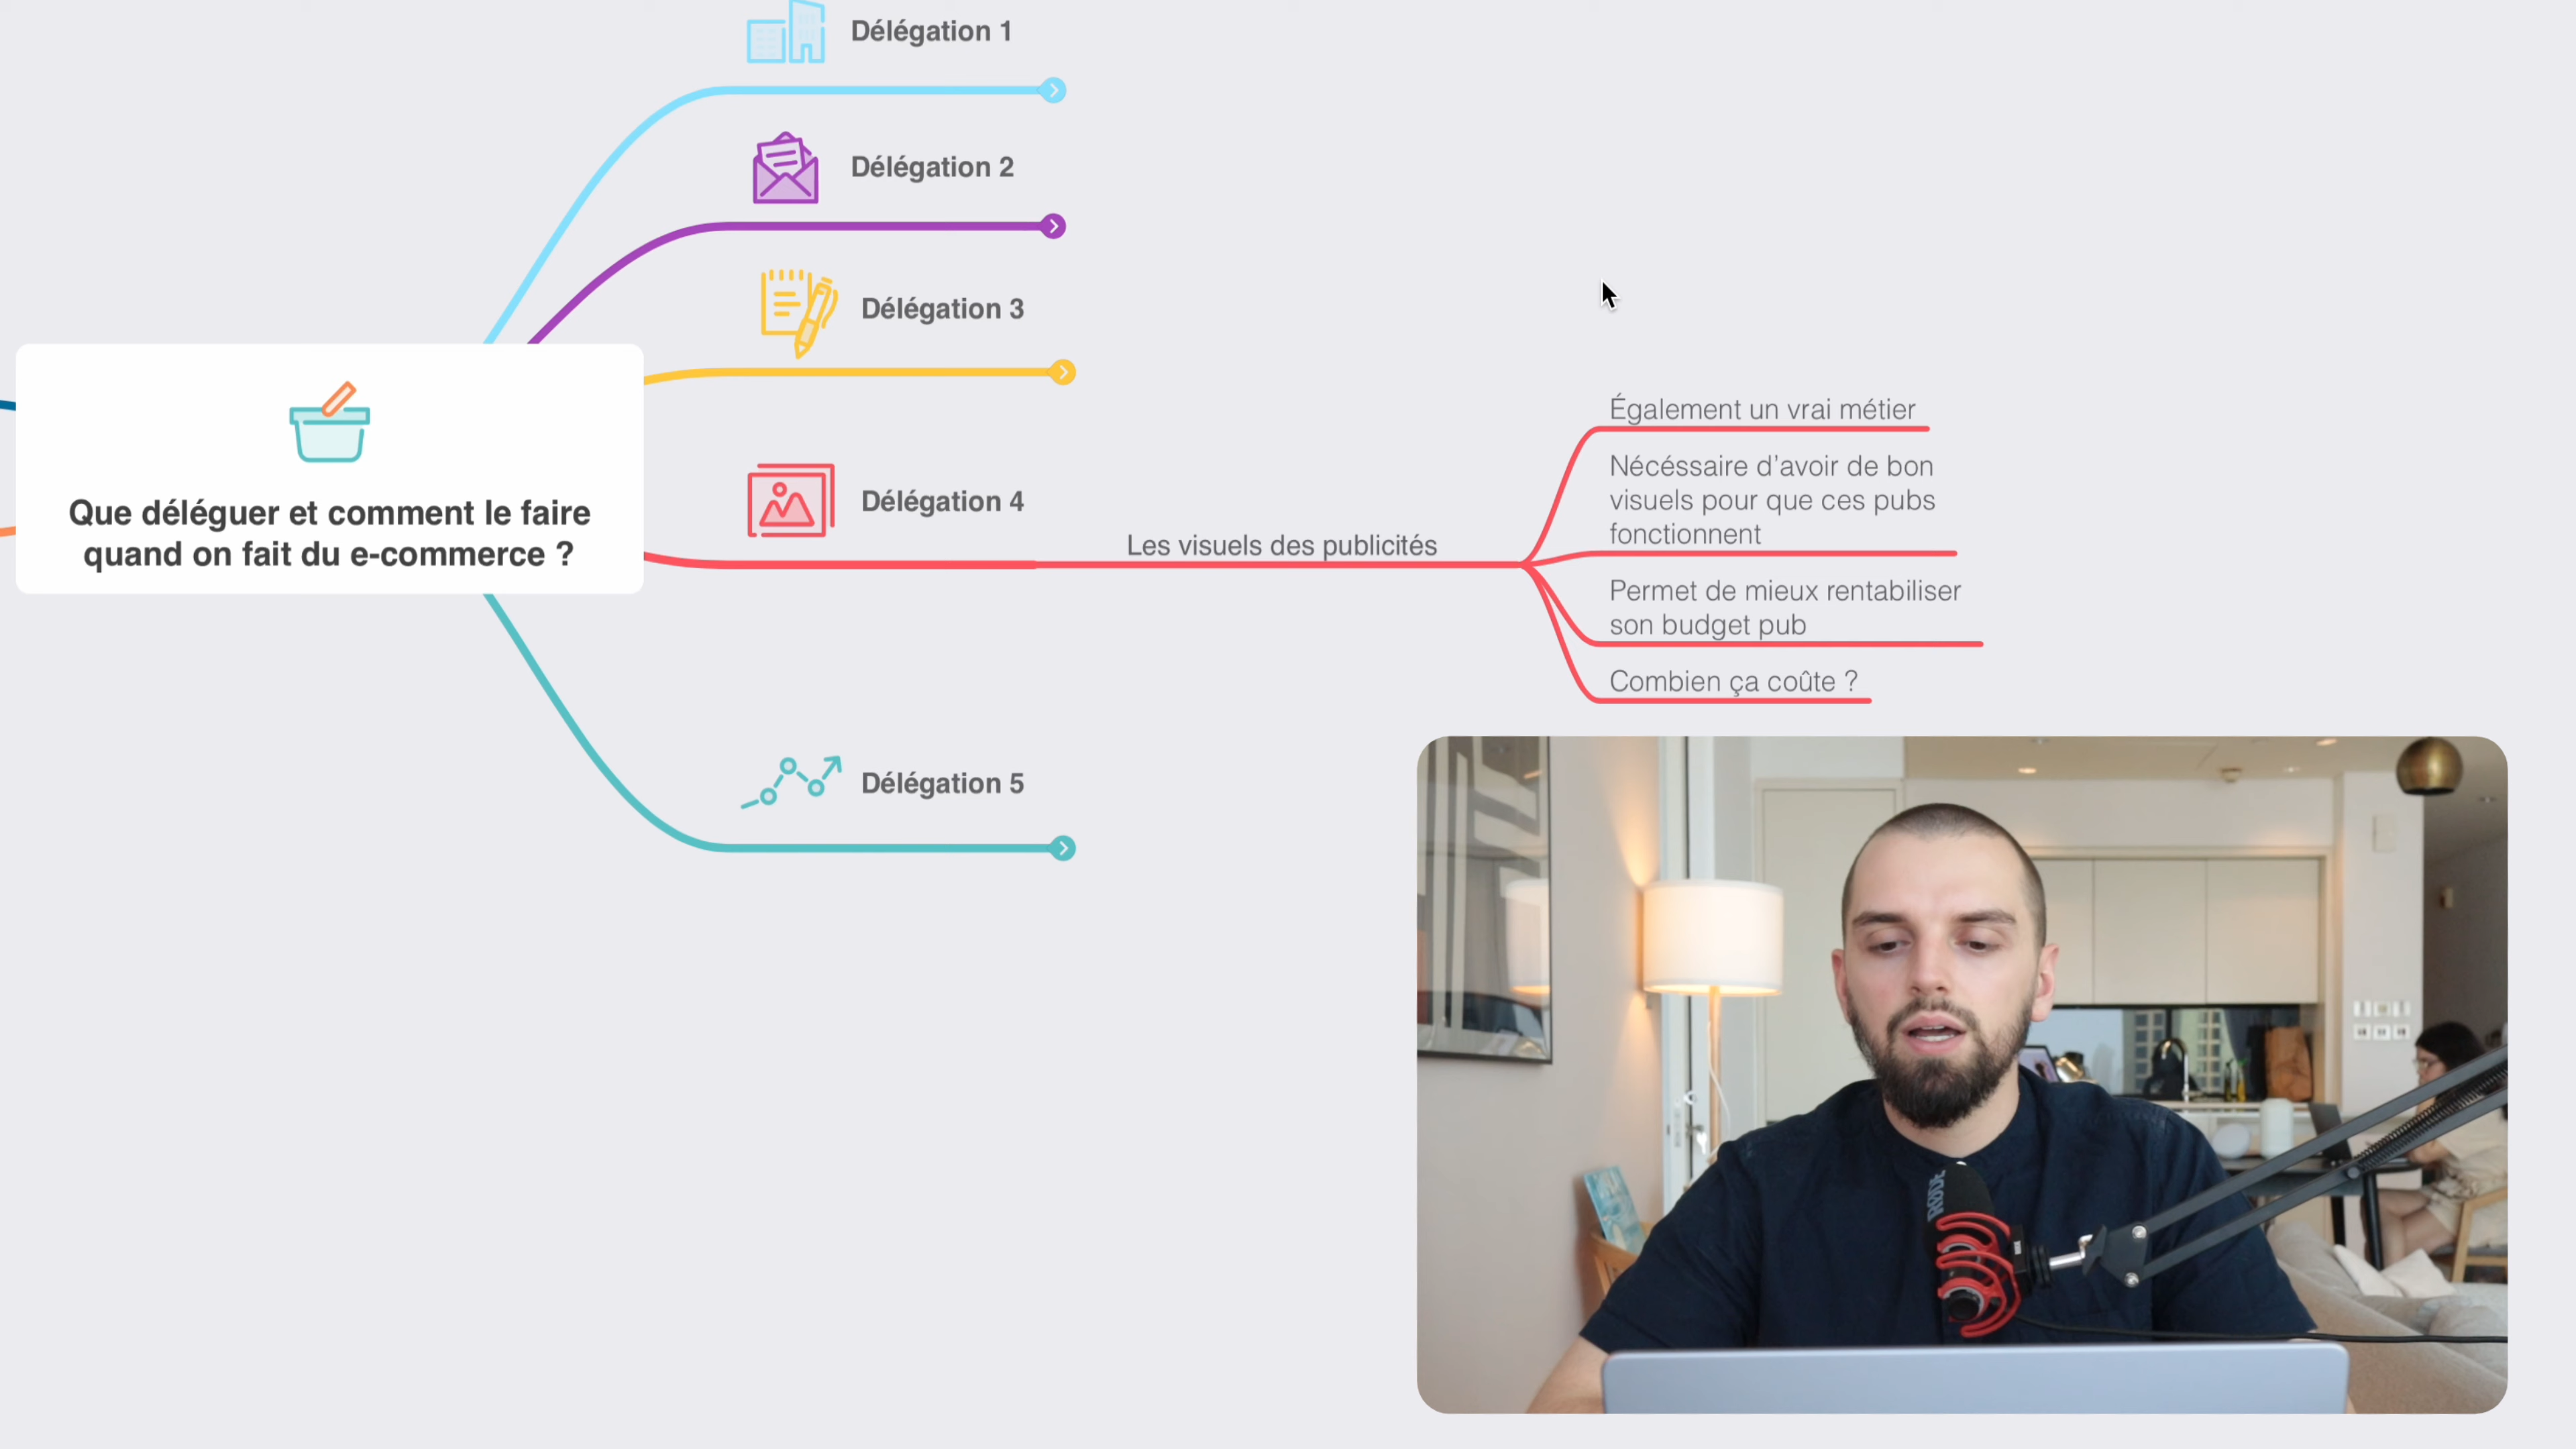 Délégation 1
Délégation 2
Délégation 3
Que déléguer et comment le faire
quand on fait du e-commerce ?
Délégation 4
Les visuels des publicités
Également un vrai métier
Nécéssaire d’avoir de bon
visuels pour que ces pubs
fonctionnent
Permet de mieux rentabiliser
son budget pub
Combien ça coûte ?
Délégation 5
RODE